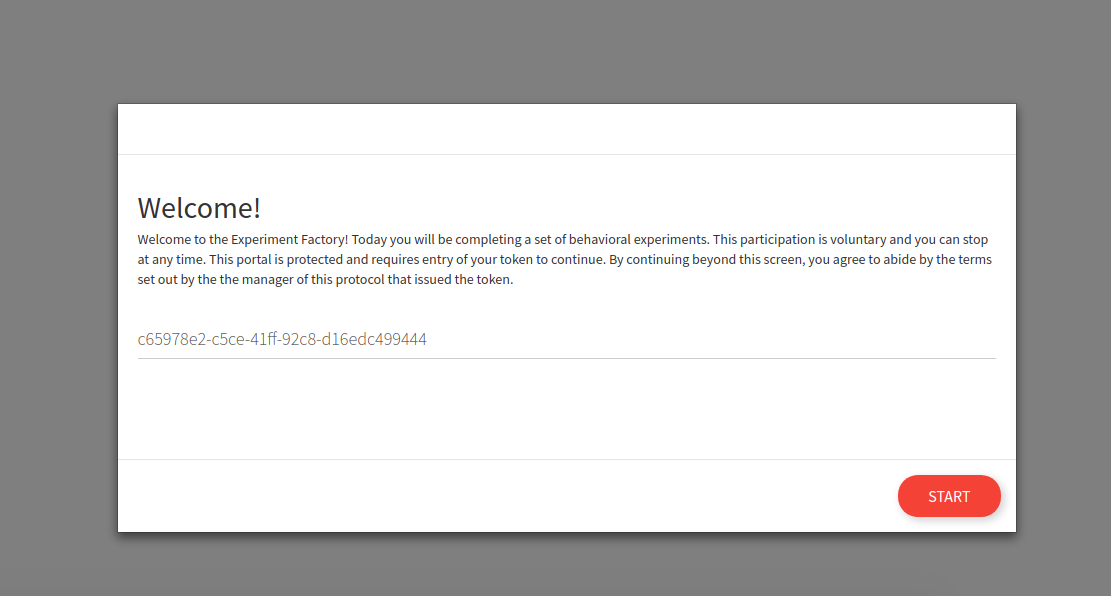 Welcome!
Welcome to the Experiment Factory! Today you will be completing a set of behavioral experiments. This participation is voluntary and you can stop
at any time. This portal is protected and requires entry of your token to continue. By continuing beyond this screen, you agree to abide by the terms
set out by the the manager of this protocol that issued the token.
c65978e2-c5ce-41ff-92c8-d16edc499444
START